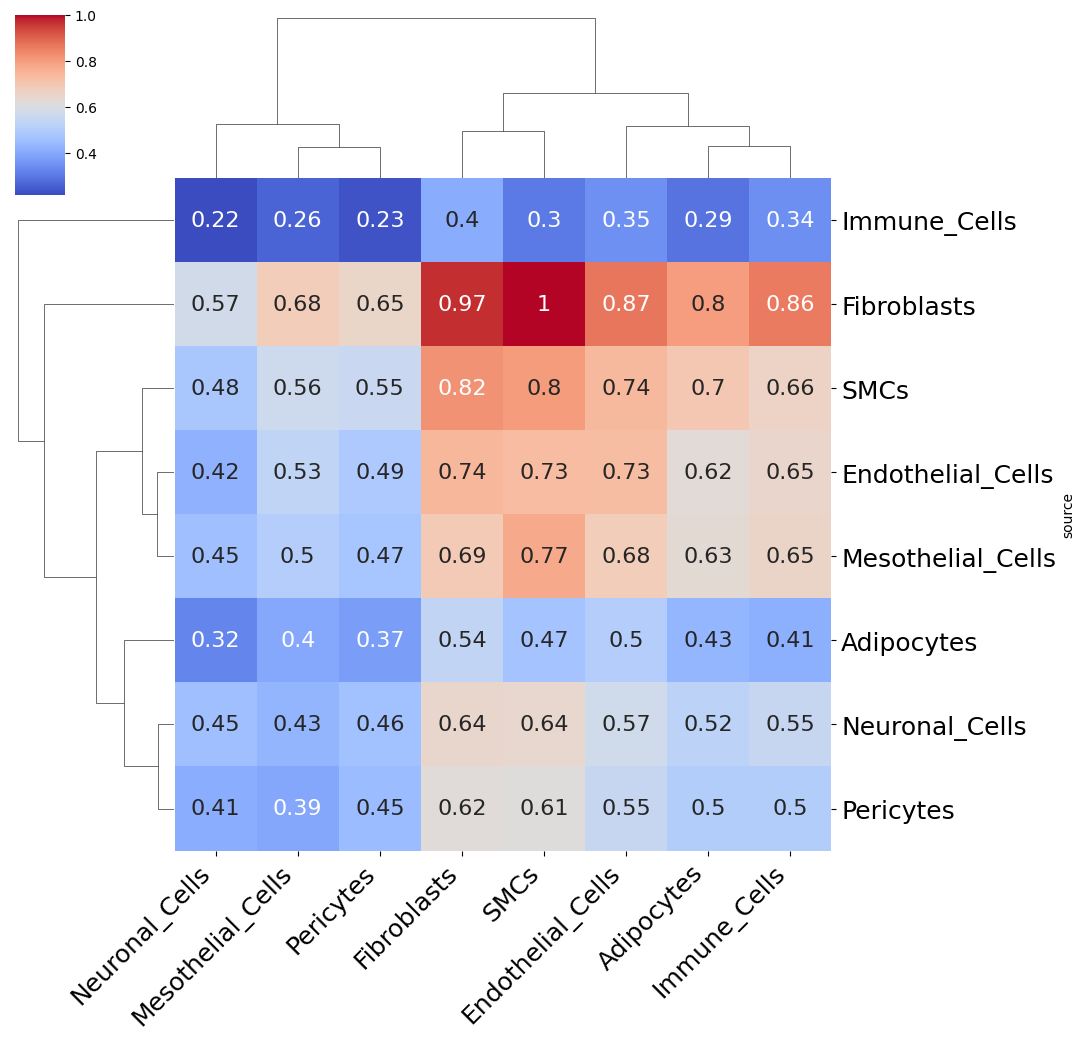 1.0
0.8
0.6
0.4
0.22 0.26 0.23 0.4 0.3 0.35 0.29 0.34 Immune_Cells
0.57 0.68 0.65 0.97 1 0.87 0.8 0.86 Fibroblasts
0.48 0.56 0.55 0.82 0.8 0.74 0.7 0.66 SMCs
0.42 0.53 0.49 0.74 0.73 0.73 0.62 0.65 Endothelial_Cells
source
0.45 0.5 0.47 0.69 0.77 0.68 0.63 0.65 Mesothelial_Cells
0.32 0.4 0.37 0.54 0.47 0.5 0.43 0.41 Adipocytes
0.45 0.43 0.46 0.64 0.64 0.57 0.52 0.55 Neuronal_Cells
0.41 0.39 0.45 0.62 0.61 0.55 0.5 0.5 Pericytes
Neuronal_Cells
Mesothelial_Cells
Pericytes
Fibroblasts
SMCs
Endothelial_Cells
Adipocytes
Immune_Cells